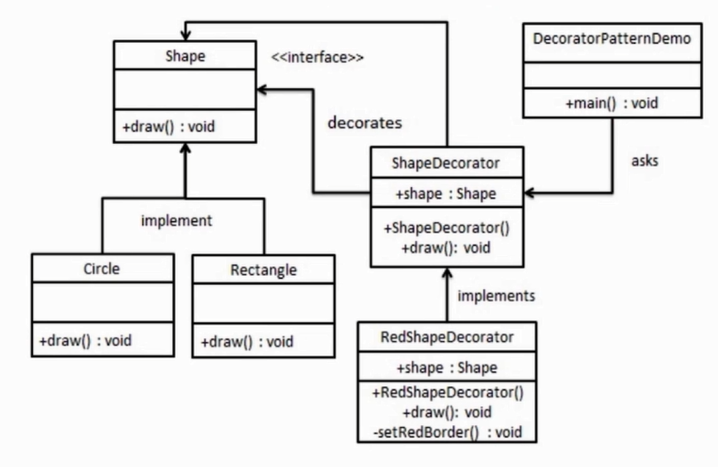 Shape
<<interface>>
+draw() : void
decorates
implement
Circle
+draw() : void
Rectangle
+draw() : void
DecoratorPatternDemo
+main() : void
asks
ShapeDecorator
+shape : Shape
+ShapeDecorator()
+draw(): void
implements
RedShapeDecorator
+shape : Shape
+RedShapeDecorator()
+draw(): void
-setRedBorder() : void